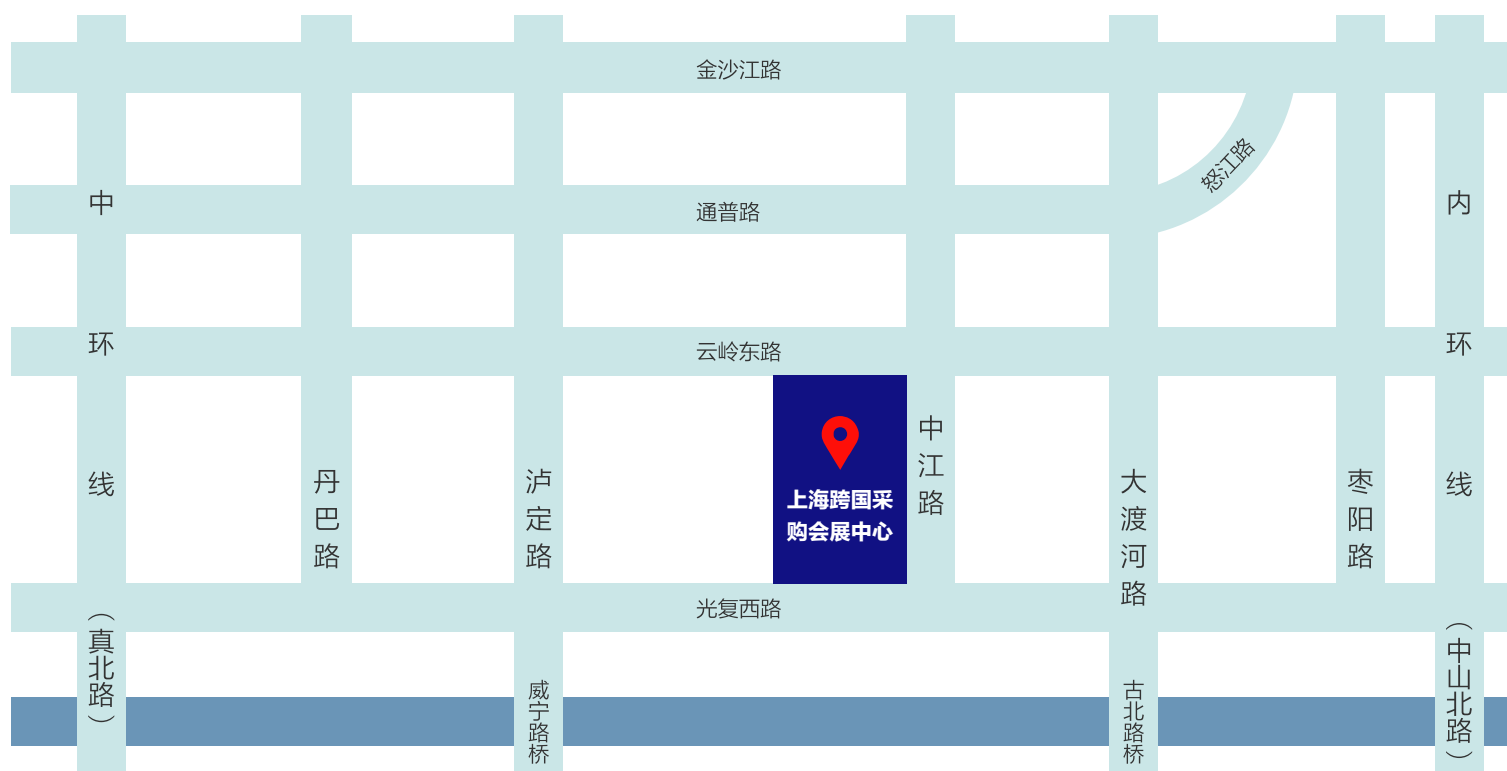 金沙江路
怒江路
通普路
云岭东路
光复西路
中环线
（真北路）
丹巴路
泸定路
威宁路桥
上海跨国采
购会展中心
中江路
大渡河路
古北路桥
枣阳路
内环线
（中山北路）